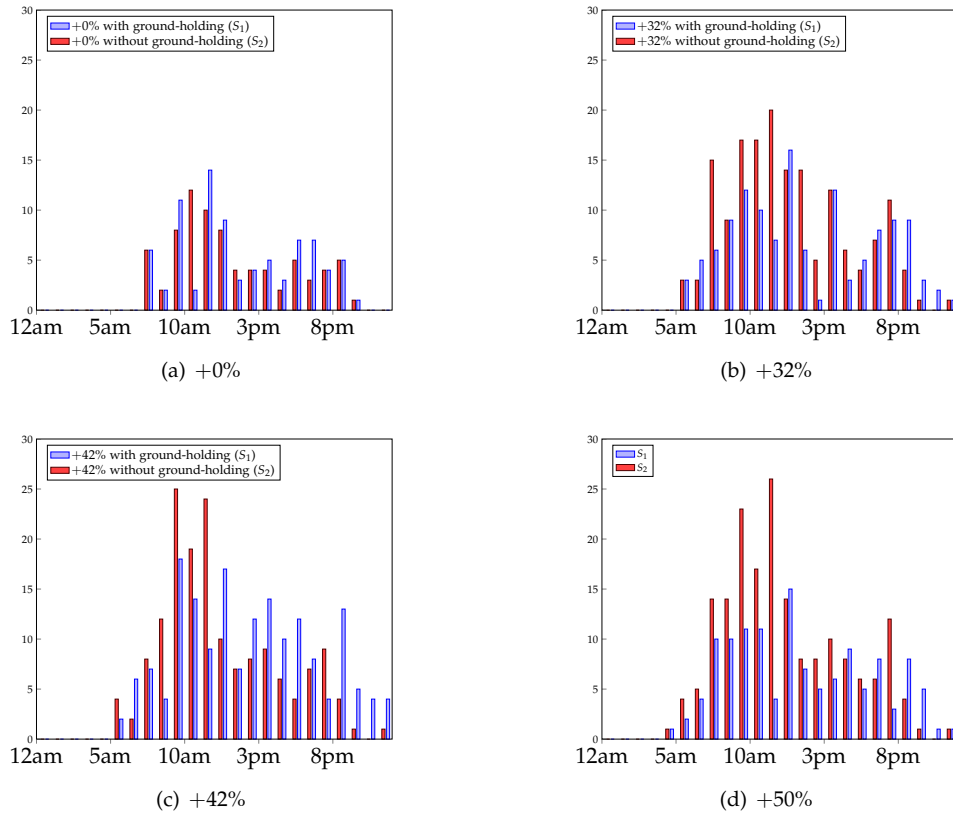 30
25
20
15
10
5
0
12am 5am 10am 3pm 8pm
+0% with ground-holding (S₁)
+0% without ground-holding (S₂)
(a) +0%
30
25
20
15
10
5
0
12am 5am 10am 3pm 8pm
+32% with ground-holding (S₁)
+32% without ground-holding (S₂)
(b) +32%
30
25
20
15
10
5
0
12am 5am 10am 3pm 8pm
+42% with ground-holding (S₁)
+42% without ground-holding (S₂)
(c) +42%
30
25
20
15
10
5
0
12am 5am 10am 3pm 8pm
S₁
S₂
(d) +50%